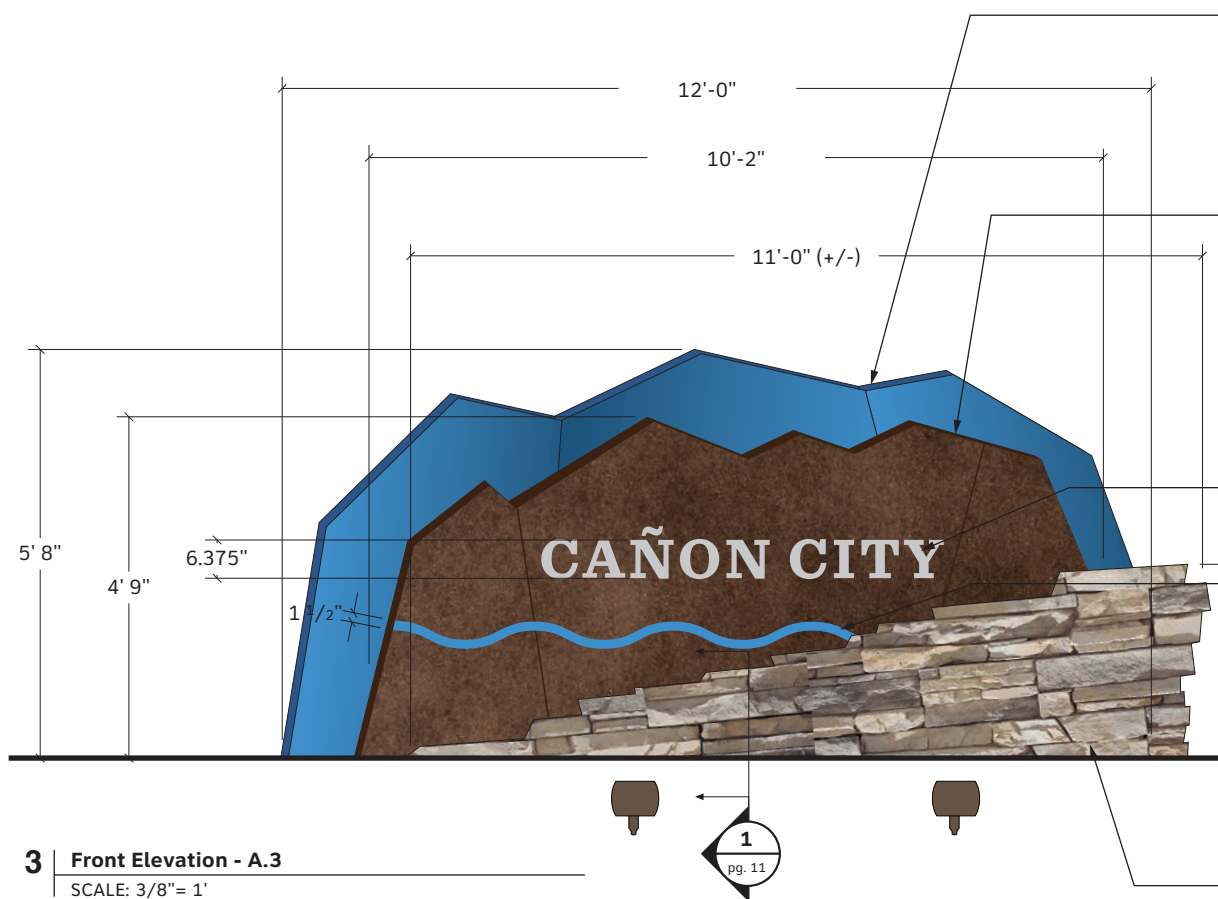 12'-0"
10'-2"
11'-0" (+/-)
5' 8"
4' 9"
6.375"
CAÑON CITY
1 1/2"
1
pg. 11
3 Front Elevation - A.3
SCALE: 3/8"= 1'